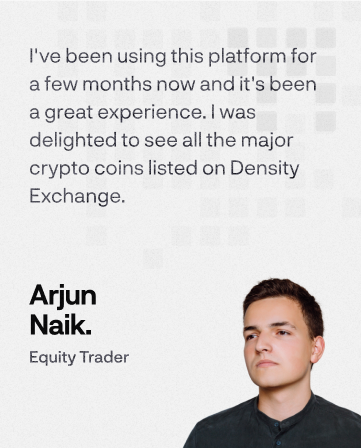 I've been using this platform for
a few months now and it's been
a great experience. I was
delighted to see all the major
crypto coins listed on Density
Exchange.
Arjun
Naik.
Equity Trader